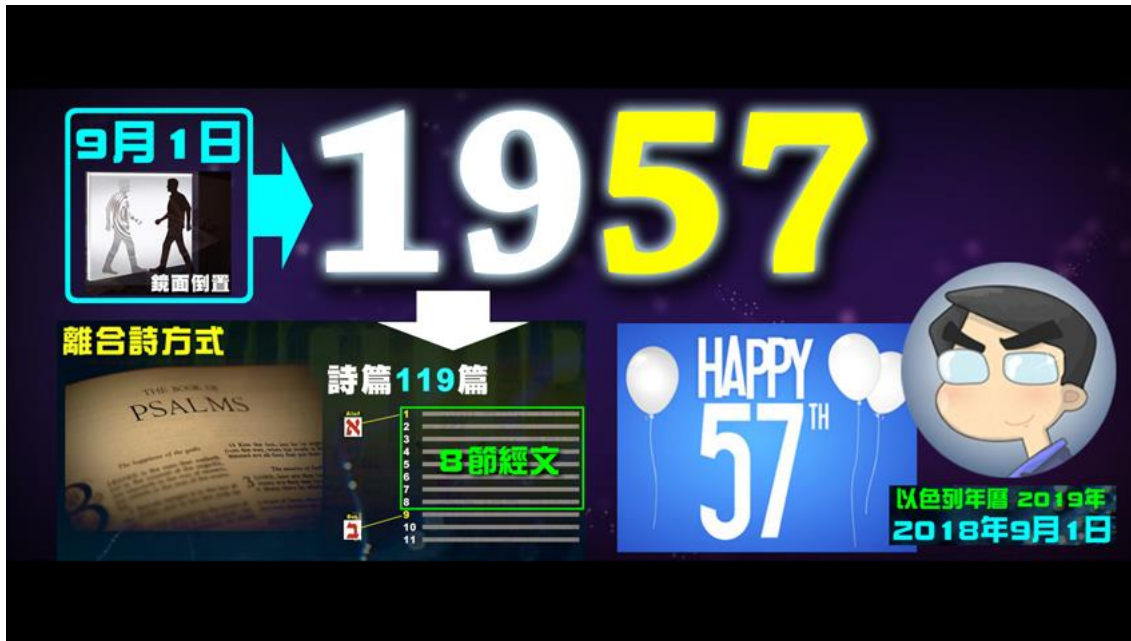 9月1日
鏡面倒置
1957
離合詩方式
THE BOOK OF
PSALMS
詩篇119篇
Alef
א
1
2
3
4
5
6
7
8
8節經文
ב
9
10
11
HAPPY
57TH
以色列年曆 2019年
2018年9月1日